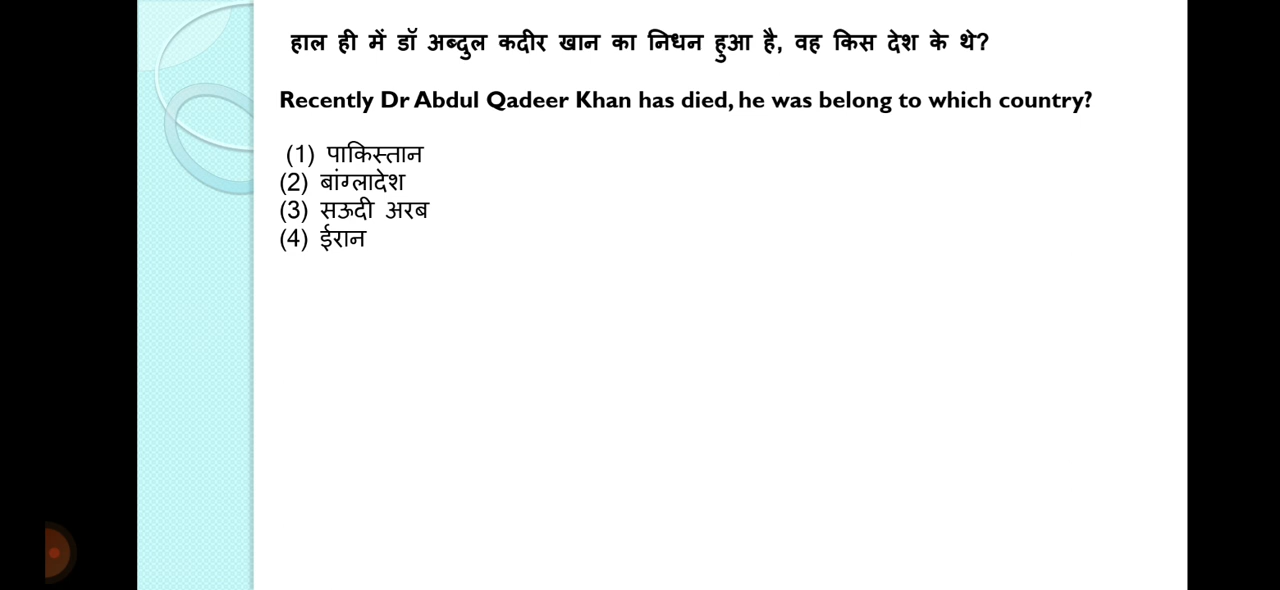 हाल ही में डॉ अब्दुल कदीर खान का निधन हुआ है, वह किस देश के थे?
Recently Dr Abdul Qadeer Khan has died, he was belong to which country?
(1) पाकिस्तान
(2) बांग्लादेश
(3) सऊदी अरब
(4) ईरान